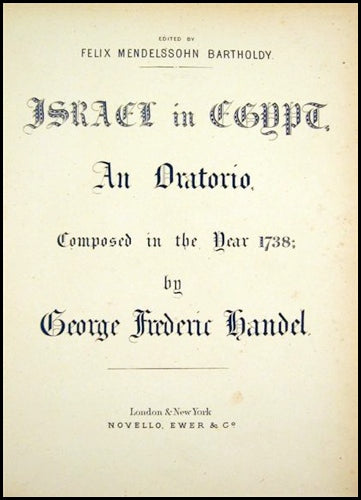 EDITED BY
FELIX MENDELSSOHN BARTHOLDY.
ISRAEL in EGYPT,
An Oratorio,
Composed in the Year 1738;
by
George Frederic Handel.
London & New York
NOVELLO, EWER & Co